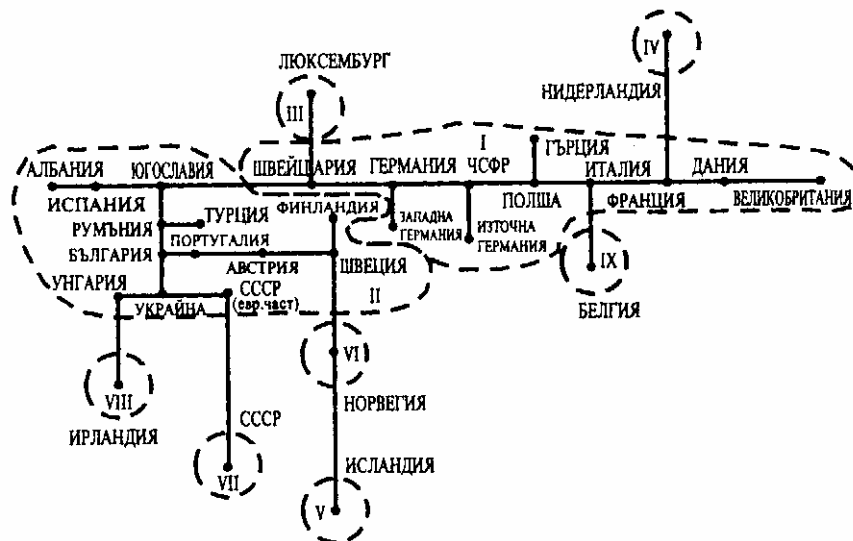 IV
ЛЮКСЕМБУРГ
НИДЕРЛАНДИЯ
III
I
ГЪРЦИЯ
АЛБАНИЯ
ЮГОСЛАВИЯ
ШВЕЙЦАРИЯ
ГЕРМАНИЯ
ЧСФР
ИТАЛИЯ
ДАНИЯ
ИСПАНИЯ
ПОЛША
ФРАНЦИЯ
ВЕЛИКОБРИТАНИЯ
ТУРЦИЯ
ФИНЛАНДИЯ
РУМЪНИЯ
ЗАПАДНА
ГЕРМАНИЯ
ИЗТОЧНА
ГЕРМАНИЯ
ПОРТУГАЛИЯ
БЪЛГАРИЯ
АВСТРИЯ
ШВЕЦИЯ
IX
УНГАРИЯ
СССР
(евр.част)
УКРАЙНА
II
БЕЛГИЯ
VI
VIII
НОРВЕГИЯ
ИРЛАНДИЯ
СССР
ИСЛАНДИЯ
VII
V